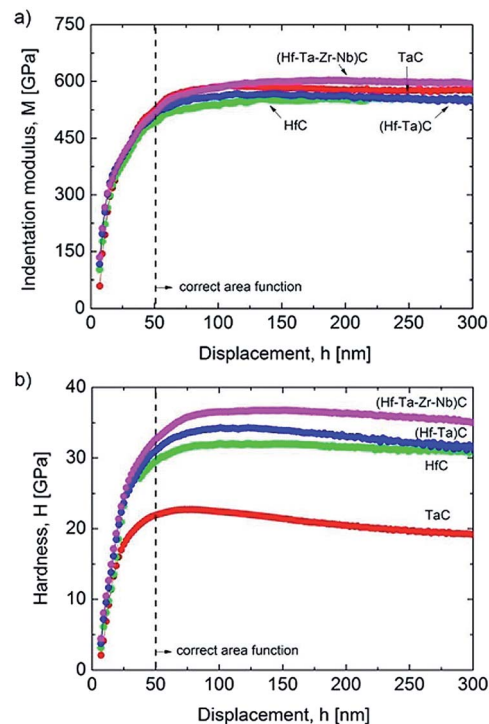 a)
750
600
450
300
150
0
Indentation modulus, M [GPa]
(Hf-Ta-Zr-Nb)C
TaC
HfC
(Hf-Ta)C
correct area function
0 50 100 150 200 250 300
Displacement, h [nm]
b)
40
30
20
10
0
Hardness, H [GPa]
(Hf-Ta-Zr-Nb)C
(Hf-Ta)C
HfC
TaC
correct area function
0 50 100 150 200 250 300
Displacement, h [nm]